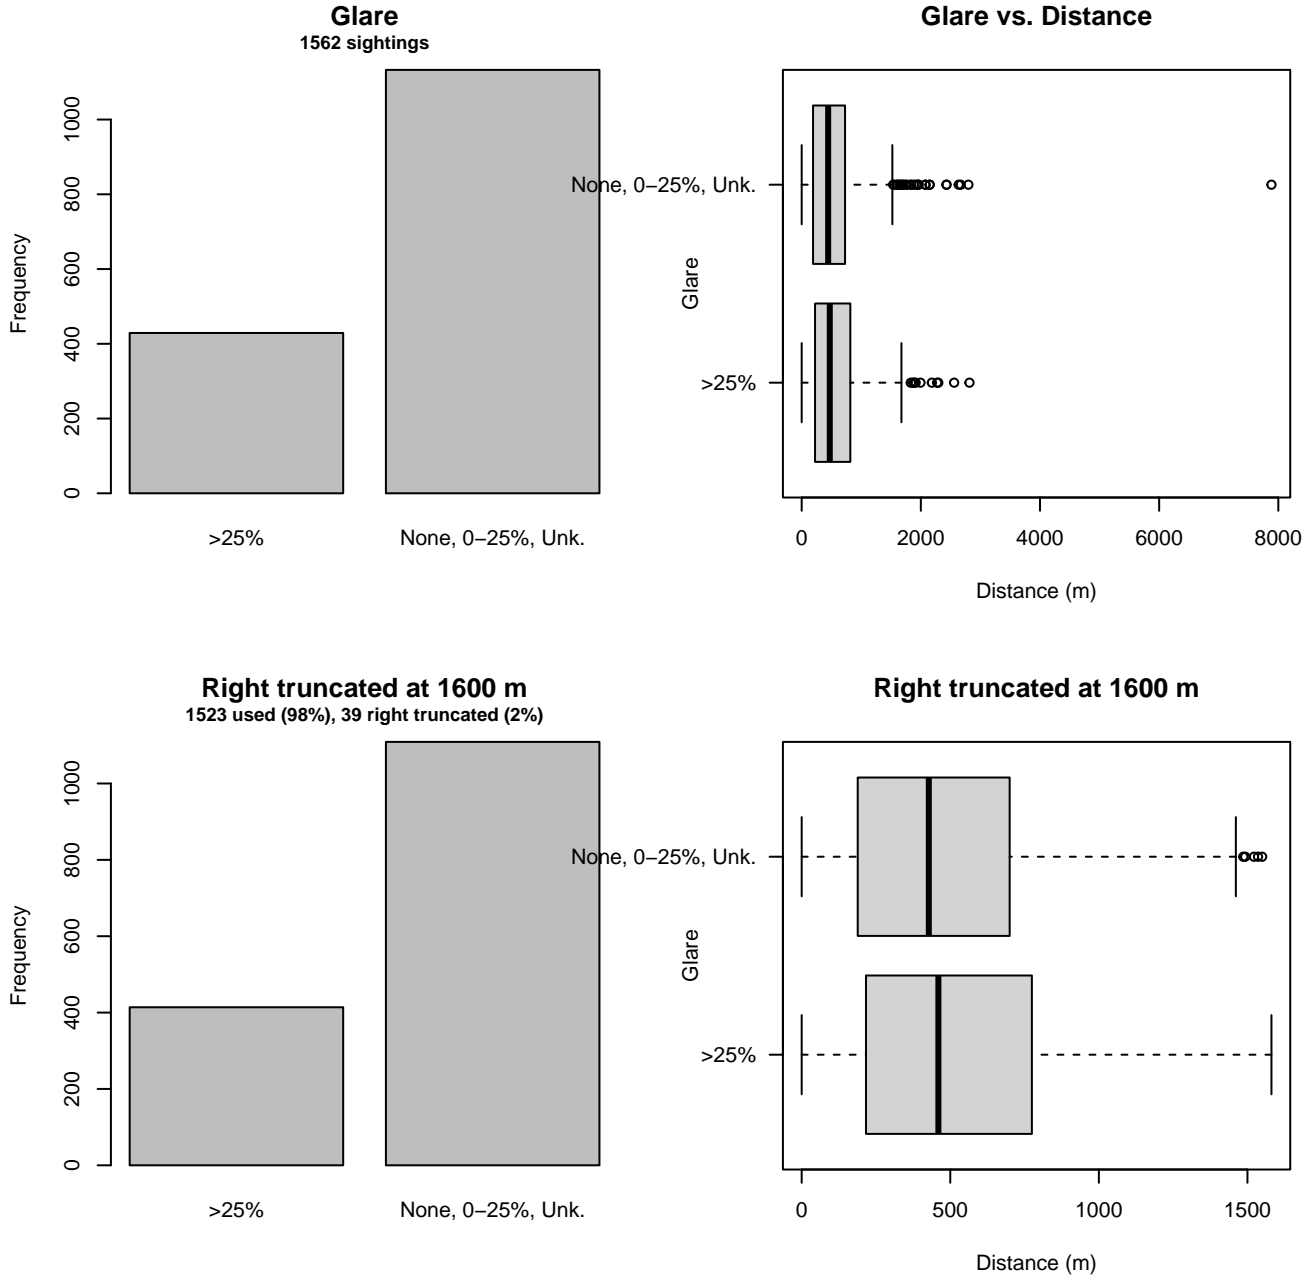 Glare
1562 sightings
Frequency
0
200
400
600
800
1000
>25%
None, 0−25%, Unk.
Glare vs. Distance
Glare
None, 0−25%, Unk.
>25%
0 2000 4000 6000 8000
Distance (m)
Right truncated at 1600 m
1523 used (98%), 39 right truncated (2%)
Frequency
0
200
400
600
800
1000
>25%
None, 0−25%, Unk.
Right truncated at 1600 m
Glare
None, 0−25%, Unk.
>25%
0 500 1000 1500
Distance (m)